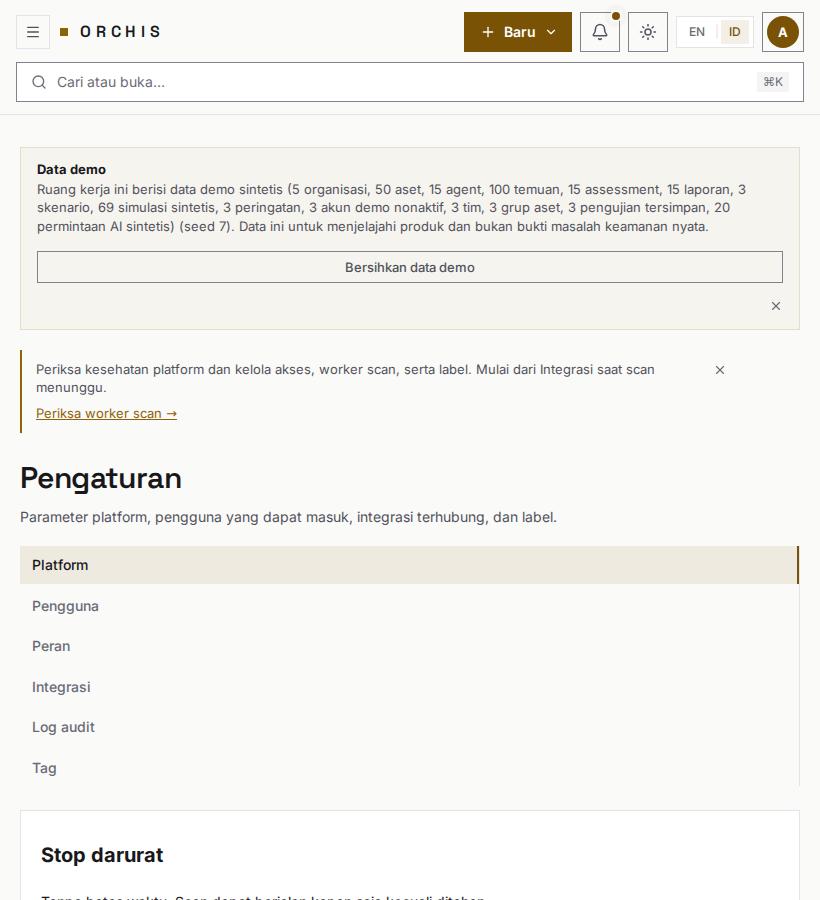 ORCHIS
Baru
EN
ID
A
Cari atau buka...
⌘K
Data demo
Ruang kerja ini berisi data demo sintetis (5 organisasi, 50 aset, 15 agent, 100 temuan, 15 assessment, 15 laporan, 3
skenario, 69 simulasi sintetis, 3 peringatan, 3 akun demo nonaktif, 3 tim, 3 grup aset, 3 pengujian tersimpan, 20
permintaan AI sintetis) (seed 7). Data ini untuk menjelajahi produk dan bukan bukti masalah keamanan nyata.
Bersihkan data demo
Periksa kesehatan platform dan kelola akses, worker scan, serta label. Mulai dari Integrasi saat scan
menunggu.
Periksa worker scan →
Pengaturan
Parameter platform, pengguna yang dapat masuk, integrasi terhubung, dan label.
Platform
Pengguna
Peran
Integrasi
Log audit
Tag
Stop darurat